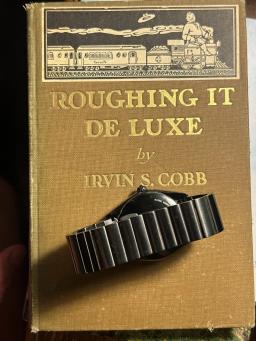 ROUGHING IT
DE LUXE
by
IRVIN S. COBB